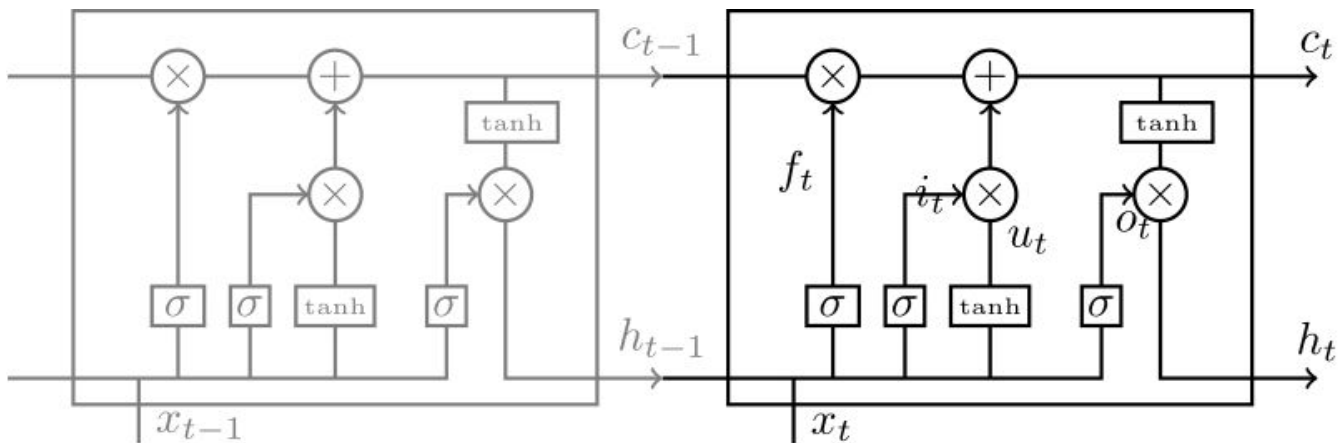 c_{t−1} c_t
× + × +
tanh tanh
f_t × × i_t × o_t ×
u_t
σ σ tanh σ σ σ tanh σ
h_{t−1} h_t
x_{t−1} x_t